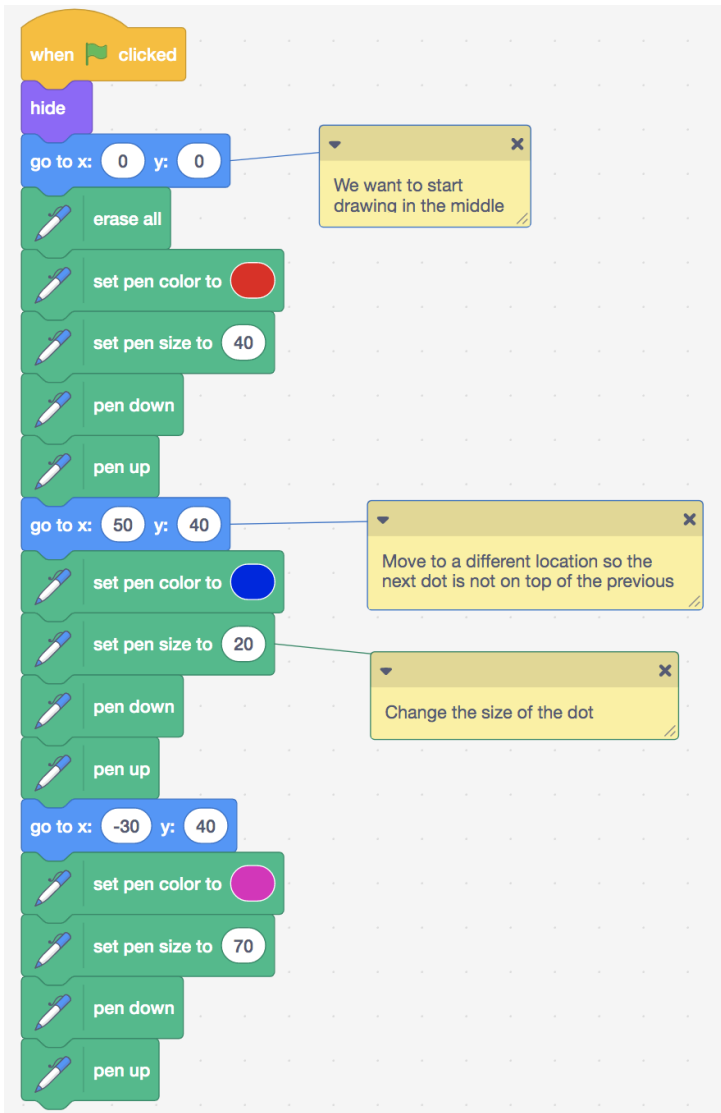 when clicked
hide
go to x: 0 y: 0
We want to start
drawing in the middle
erase all
set pen color to
set pen size to 40
pen down
pen up
go to x: 50 y: 40
Move to a different location so the
next dot is not on top of the previous
set pen color to
set pen size to 20
Change the size of the dot
pen down
pen up
go to x: -30 y: 40
set pen color to
set pen size to 70
pen down
pen up